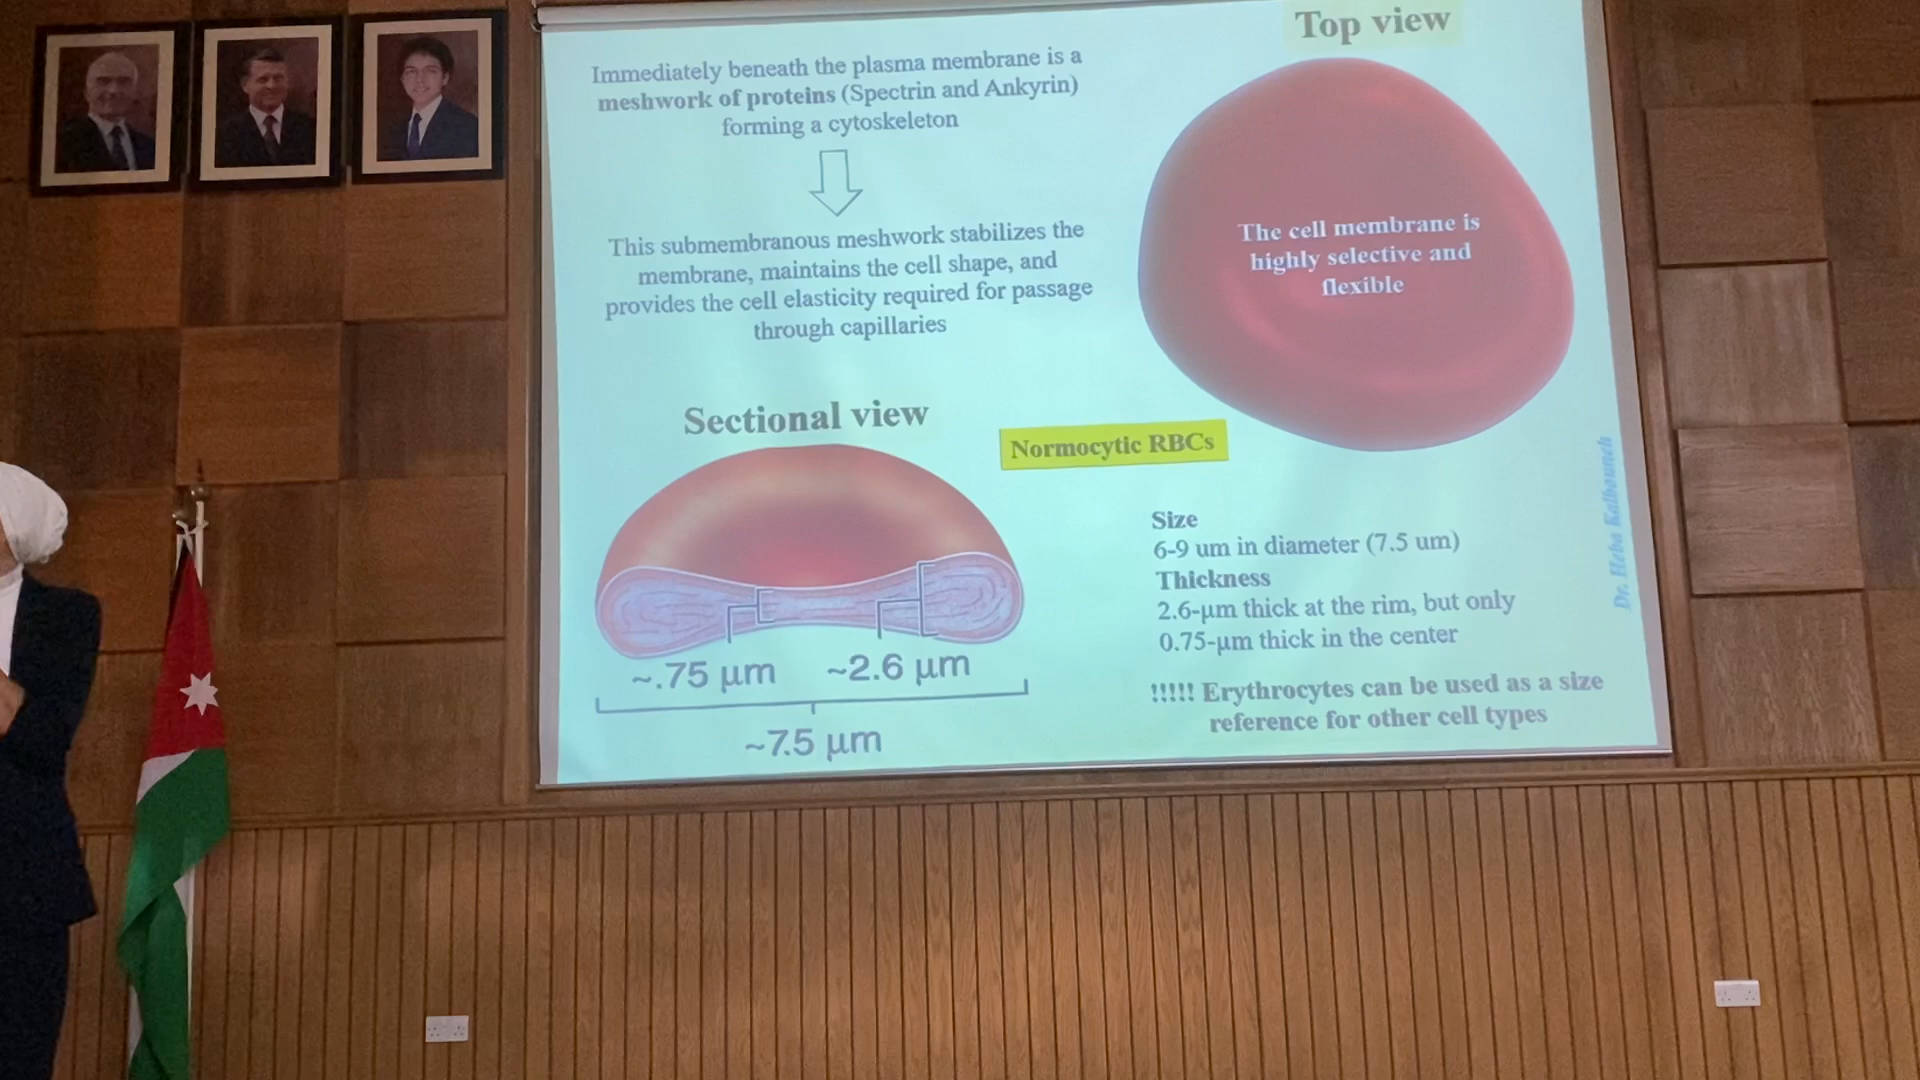 Top view
Immediately beneath the plasma membrane is a
meshwork of proteins (Spectrin and Ankyrin)
forming a cytoskeleton
This submembranous meshwork stabilizes the
membrane, maintains the cell shape, and
provides the cell elasticity required for passage
through capillaries
The cell membrane is
highly selective and
flexible
Sectional view
Normocytic RBCs
~.75 μm
~2.6 μm
~7.5 μm
Size
6-9 um in diameter (7.5 um)
Thickness
2.6-μm thick at the rim, but only
0.75-μm thick in the center
!!!!! Erythrocytes can be used as a size
reference for other cell types
Dr. Heba Kalbouneh